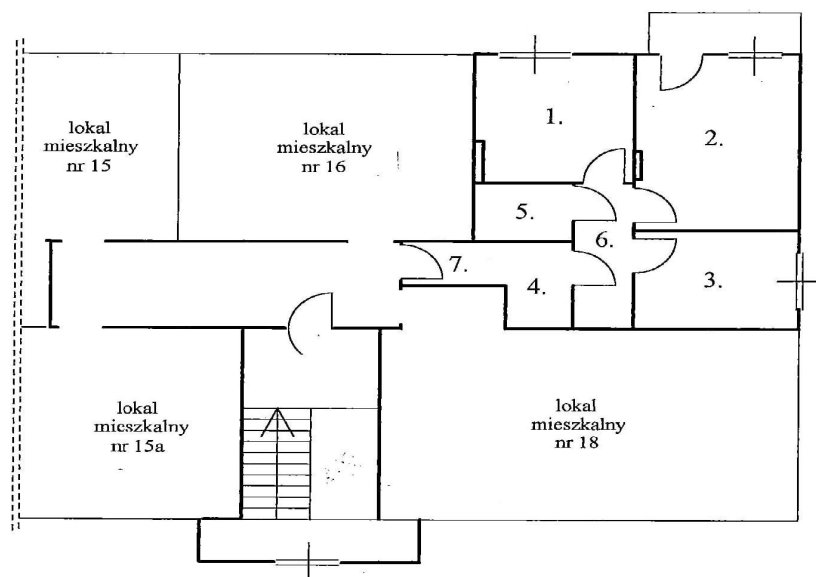 lokal
mieszkalny
nr 15
lokal
mieszkalny
nr 16
1.
2.
5.
6.
7.
4.
3.
lokal
mieszkalny
nr 15a
lokal
mieszkalny
nr 18